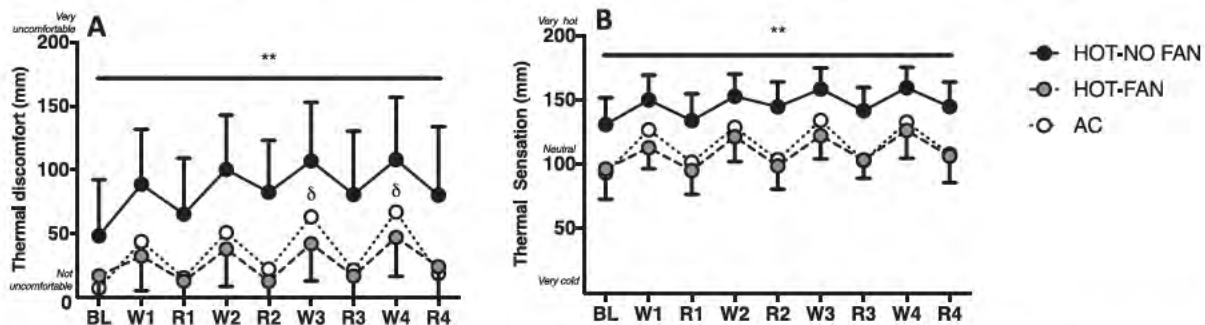 A
Very
uncomfortable
200
150
100
50
Not
uncomfortable
0
Thermal discomfort (mm)
**
δ
δ
BL W1 R1 W2 R2 W3 R3 W4 R4
B
Very hot
200
150
Neutral
100
50
Very cold
Thermal Sensation (mm)
**
BL W1 R1 W2 R2 W3 R3 W4 R4
HOT-NO FAN
HOT-FAN
AC